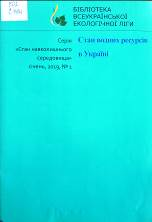 БІБЛІОТЕКА
ВСЕУКРАЇНСЬКОЇ
ЕКОЛОГІЧНОЇ ЛІГИ
Серія
«Стан навколишнього
середовища»
січень, 2019, № 1
Стан водних ресурсів
в Україні